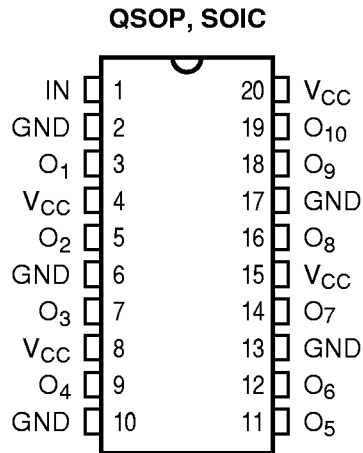 QSOP, SOIC
IN 1 20 VCC
GND 2 19 O10
O1 3 18 O9
VCC 4 17 GND
O2 5 16 O8
GND 6 15 VCC
O3 7 14 O7
VCC 8 13 GND
O4 9 12 O6
GND 10 11 O5